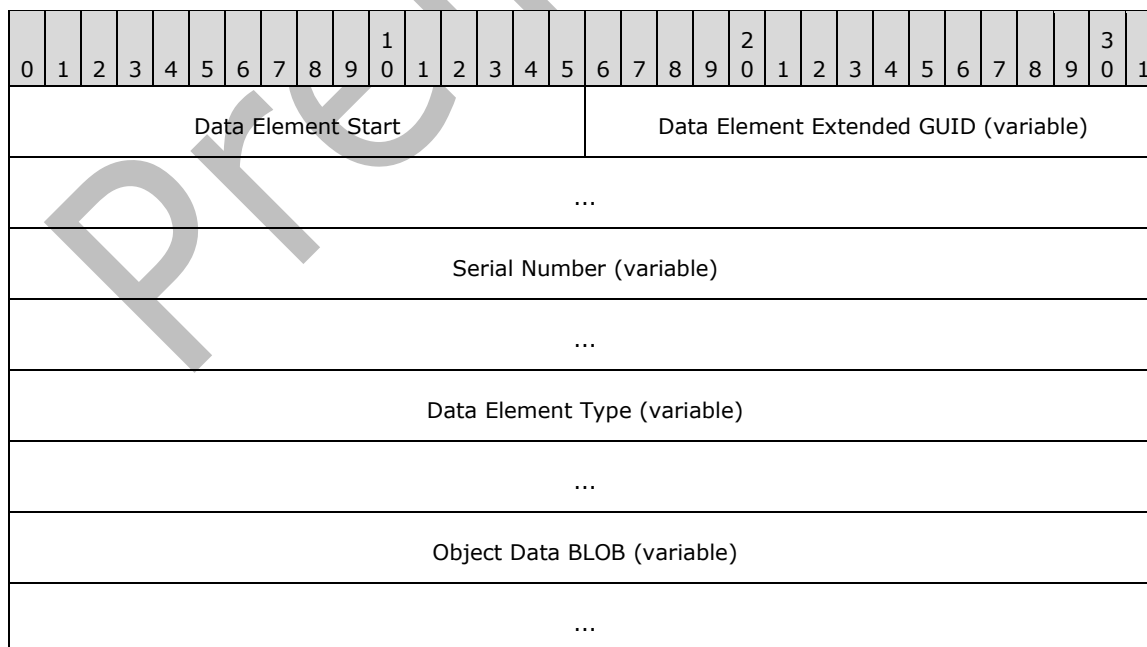 1 2 3
0 1 2 3 4 5 6 7 8 9 0 1 2 3 4 5 6 7 8 9 0 1 2 3 4 5 6 7 8 9 0 1
Data Element Start Data Element Extended GUID (variable)
...
Serial Number (variable)
...
Data Element Type (variable)
...
Object Data BLOB (variable)
...
Pre